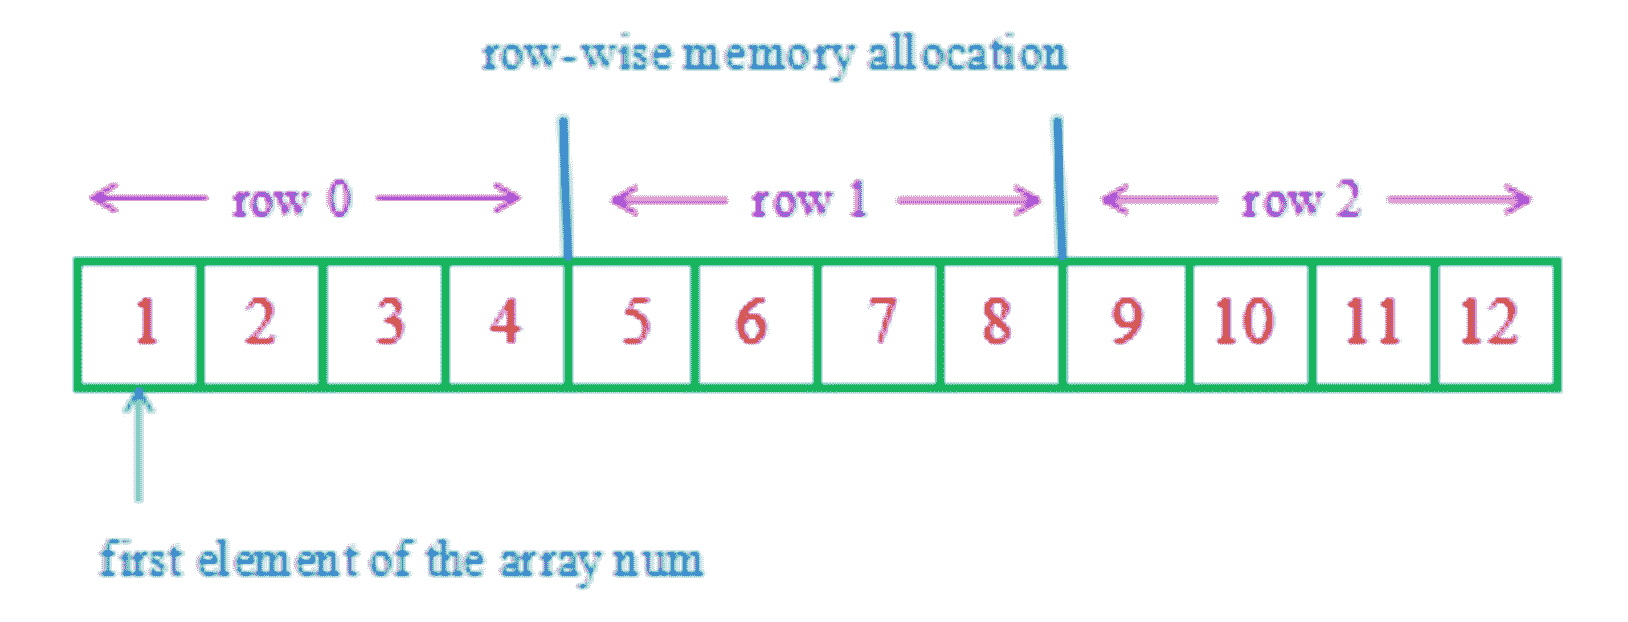 row-wise memory allocation
row 0 row 1 row 2
1 2 3 4 5 6 7 8 9 10 11 12
first element of the array num